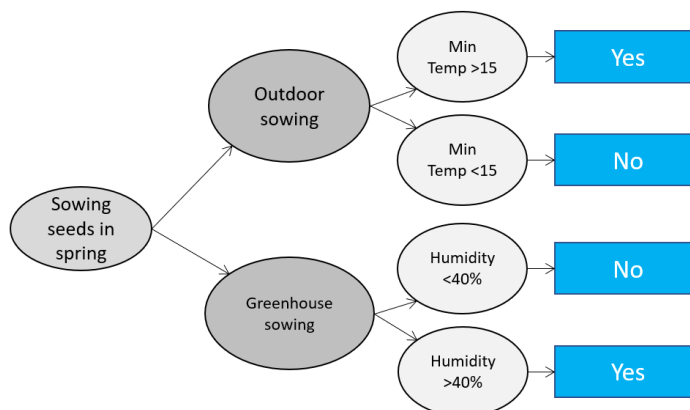 Min
Temp >15
Yes
Outdoor
sowing
Min
Temp <15
No
Sowing
seeds in
spring
Humidity
<40%
No
Greenhouse
sowing
Humidity
>40%
Yes